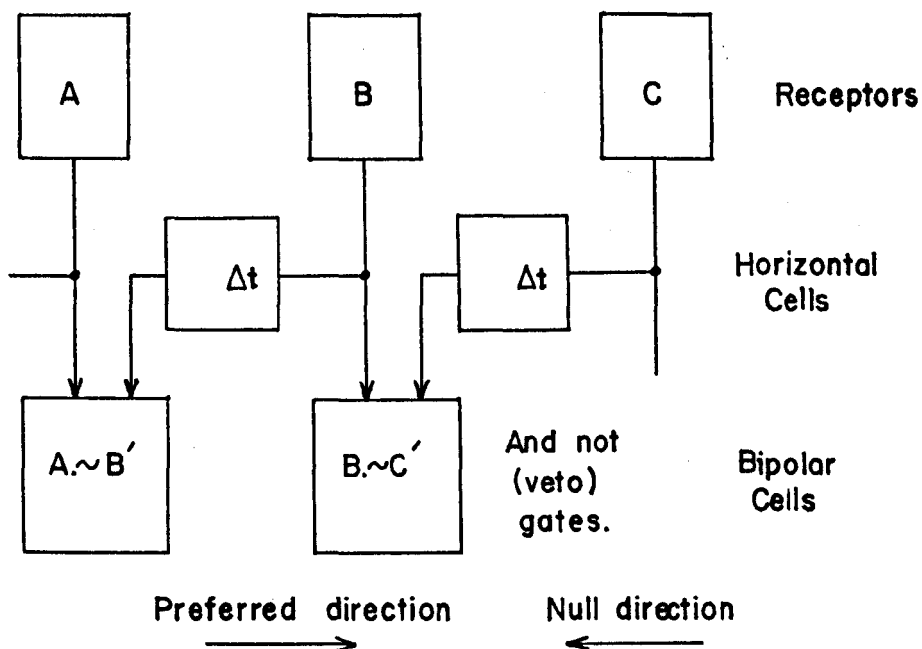 A
B
C
Receptors
Δt
Δt
Horizontal
Cells
A.~B′
B.~C′
And not
(veto)
gates.
Bipolar
Cells
Preferred direction
Null direction